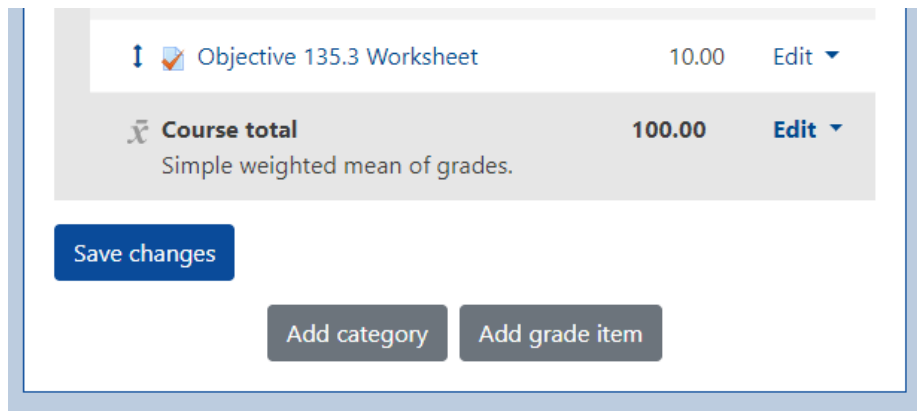 Objective 135.3 Worksheet 10.00 Edit
x̄ Course total 100.00 Edit
Simple weighted mean of grades.
Save changes
Add category Add grade item